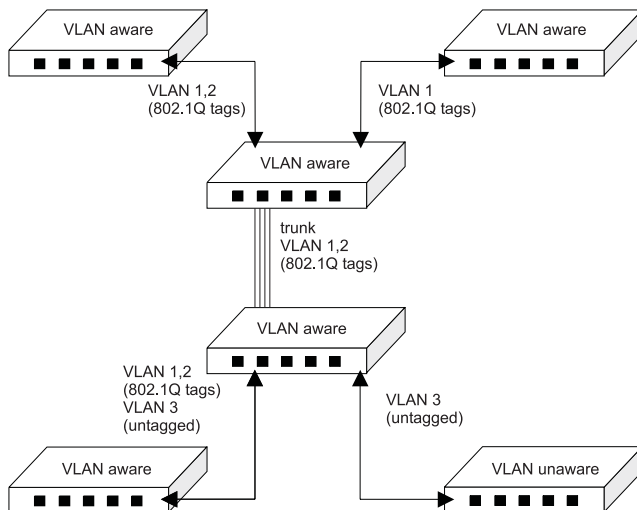 VLAN aware
VLAN aware
VLAN 1,2
(802.1Q tags)
VLAN 1
(802.1Q tags)
VLAN aware
trunk
VLAN 1,2
(802.1Q tags)
VLAN aware
VLAN 1,2
(802.1Q tags)
VLAN 3
(untagged)
VLAN 3
(untagged)
VLAN aware
VLAN unaware